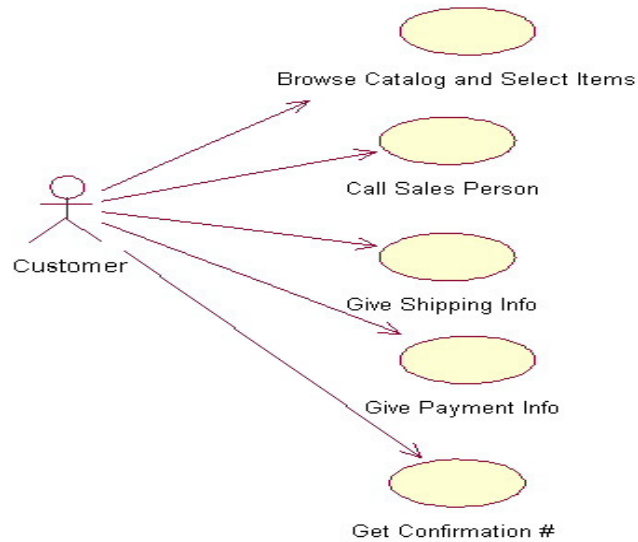 Browse Catalog and Select Items
Call Sales Person
Customer
Give Shipping Info
Give Payment Info
Get Confirmation #